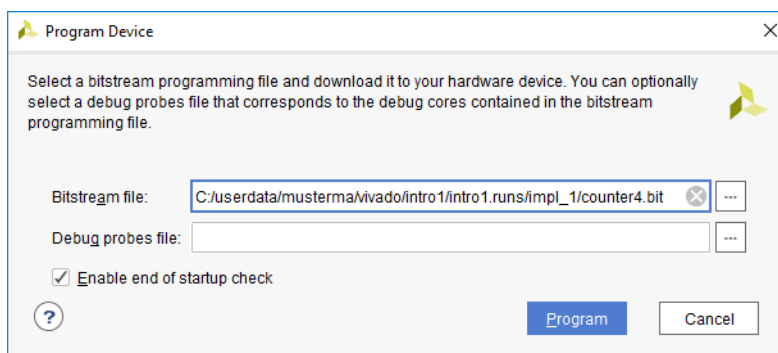 Program Device
Select a bitstream programming file and download it to your hardware device. You can optionally
select a debug probes file that corresponds to the debug cores contained in the bitstream
programming file.
Bitstream file: C:/userdata/musterma/vivado/intro1/intro1.runs/impl_1/counter4.bit ...
Debug probes file: ...
Enable end of startup check
? Program Cancel